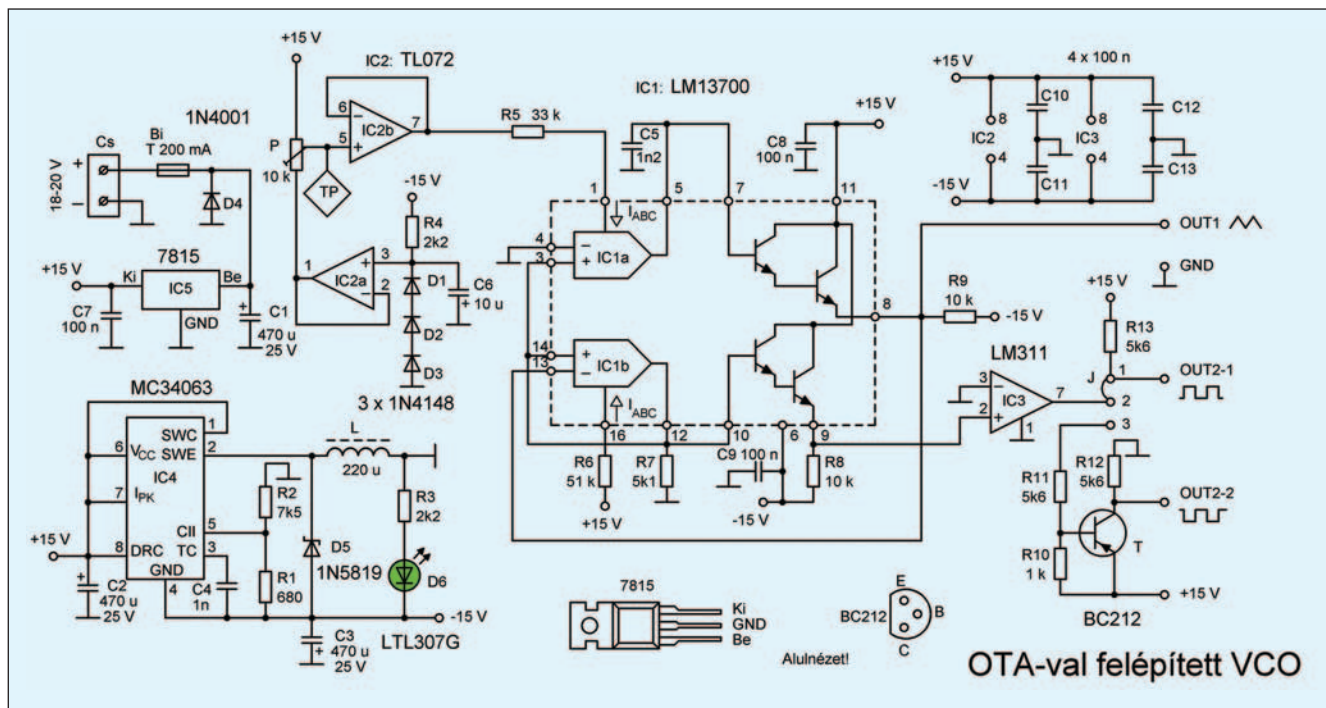 +15 V
IC2: TL072
IC1: LM13700
+15 V
4 x 100 n
1N4001
Cs
Bi
T 200 mA
+
−
18-20 V
D4
P
10 k
TP
6
5
−
+
IC2b
7
R5 33 k
C5
1n2
C8
100 n
+15 V
8
IC2
4
C10
C11
8
IC3
4
C12
C13
-15 V
7815
+15 V
Ki
IC5
Be
GND
C7
100 n
C1
470 u
25 V
-15 V
R4
2k2
1
IC2a
+
−
3
2
D1
D2
D3
C6
+ 10 u
3 x 1N4148
1
5
7
11
IABC
4
3
−
+
IC1a
14
13
+
−
IC1b
IABC
8
16
12
10
6
9
R6
51 k
+15 V
R7
5k1
C9 100 n
-15 V
R8
10 k
OUT1
GND
R9
10 k
-15 V
LM311
3
2
−
+
IC3
7
1
+15 V
R13
5k6
J
1
2
3
OUT2-1
R11
5k6
R12
5k6
OUT2-2
T
R10
1 k
+15 V
BC212
MC34063
SWC
1
SWE
2
6
VCC
IC4
7
IPK
CII
5
TC
3
8
DRC
GND
4
+15 V
+
C2
470 u
25 V
C4
1n
R2
7k5
R1
680
L
220 u
D5
1N5819
R3
2k2
D6
-15 V
C3
470 u
+
25 V
LTL307G
7815
Ki
GND
Be
BC212
E
B
C
Alulnézet!
OTA-val felépített VCO